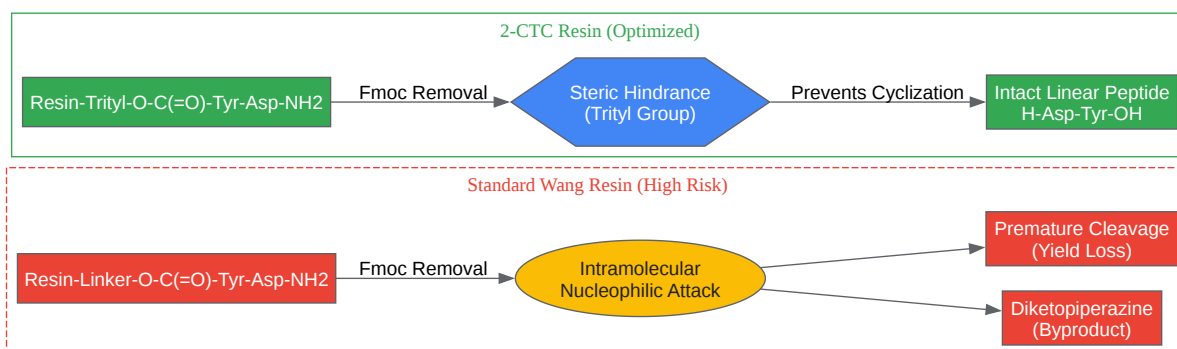 2-CTC Resin (Optimized)
Resin-Trityl-O-C(=O)-Tyr-Asp-NH2
Fmoc Removal
Steric Hindrance
(Trityl Group)
Prevents Cyclization
Intact Linear Peptide
H-Asp-Tyr-OH
Standard Wang Resin (High Risk)
Resin-Linker-O-C(=O)-Tyr-Asp-NH2
Fmoc Removal
Intramolecular
Nucleophilic Attack
Premature Cleavage
(Yield Loss)
Diketopiperazine
(Byproduct)